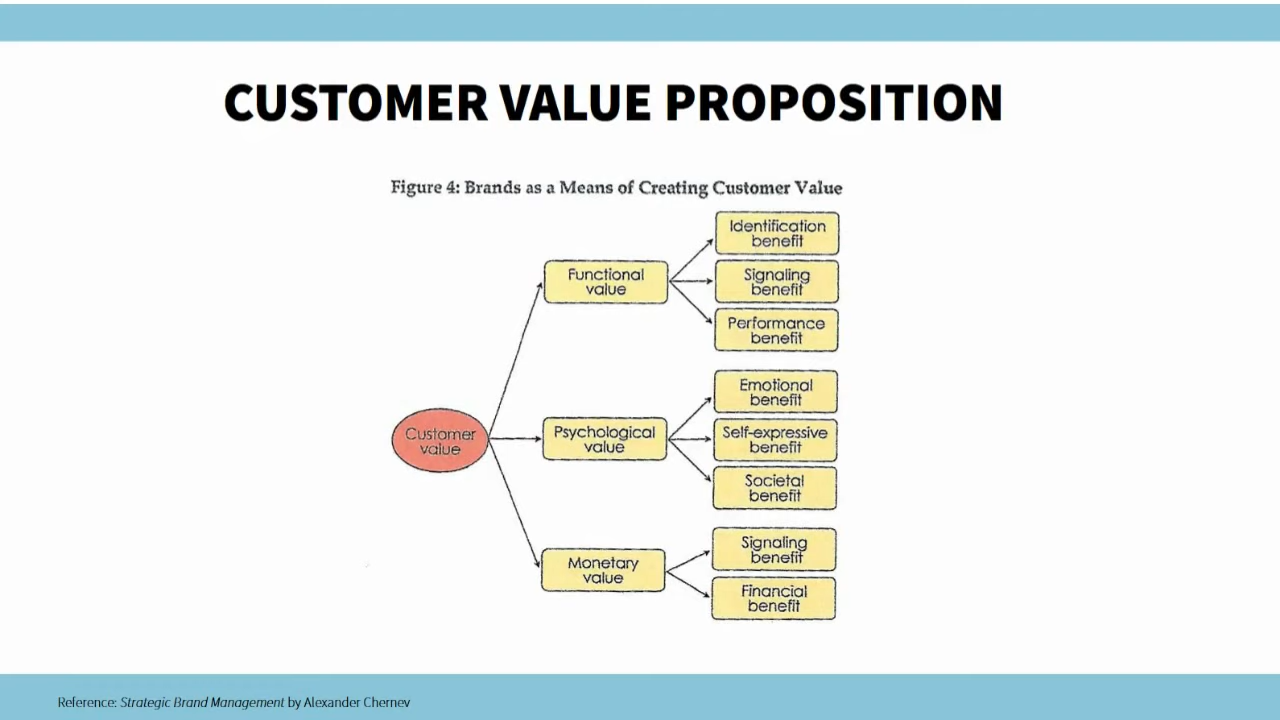 CUSTOMER VALUE PROPOSITION
Figure 4: Brands as a Means of Creating Customer Value
Identification
benefit
Functional
value
Signaling
benefit
Performance
benefit
Emotional
benefit
Customer
value
Psychological
value
Self-expressive
benefit
Societal
benefit
Signaling
benefit
Monetary
value
Financial
benefit
Reference: Strategic Brand Management by Alexander Chernev